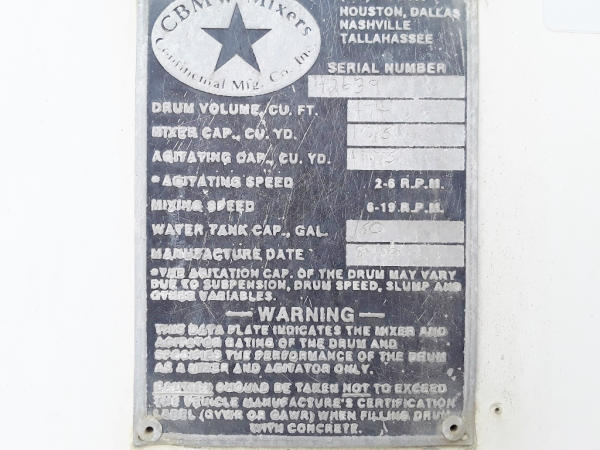 CBMW Mixers
Continental Mfg. Co. Inc.
HOUSTON, DALLAS
NASHVILLE
TALLAHASSEE
SERIAL NUMBER
42639
DRUM VOLUME, CU. FT.
MIXER CAP., CU. YD.
AGITATING CAP., CU. YD.
*AGITATING SPEED 2-6 R.P.M.
MIXING SPEED 6-19 R.P.M.
WATER TANK CAP., GAL. 150
MANUFACTURE DATE
*THE AGITATION CAP. OF THE DRUM MAY VARY
DUE TO SUSPENSION, DRUM SPEED, SLUMP AND
OTHER VARIABLES.
— WARNING —
THIS DATA PLATE INDICATES THE MIXER AND
AGITATOR RATING OF THE DRUM AND
SPECIFIES THE PERFORMANCE OF THE DRUM
AS A MIXER AND AGITATOR ONLY.
CAUTION SHOULD BE TAKEN NOT TO EXCEED
THE VEHICLE MANUFACTURE'S CERTIFICATION
LABEL (GVWR OR GAWR) WHEN FILLING DRUM
WITH CONCRETE.